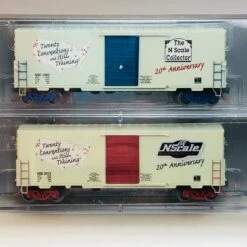 Twenty
Conventions
and Still
Training!
The
N Scale
Collector
20th Anniversary
Twenty
Conventions
and Still
Training!
NScale
20th Anniversary